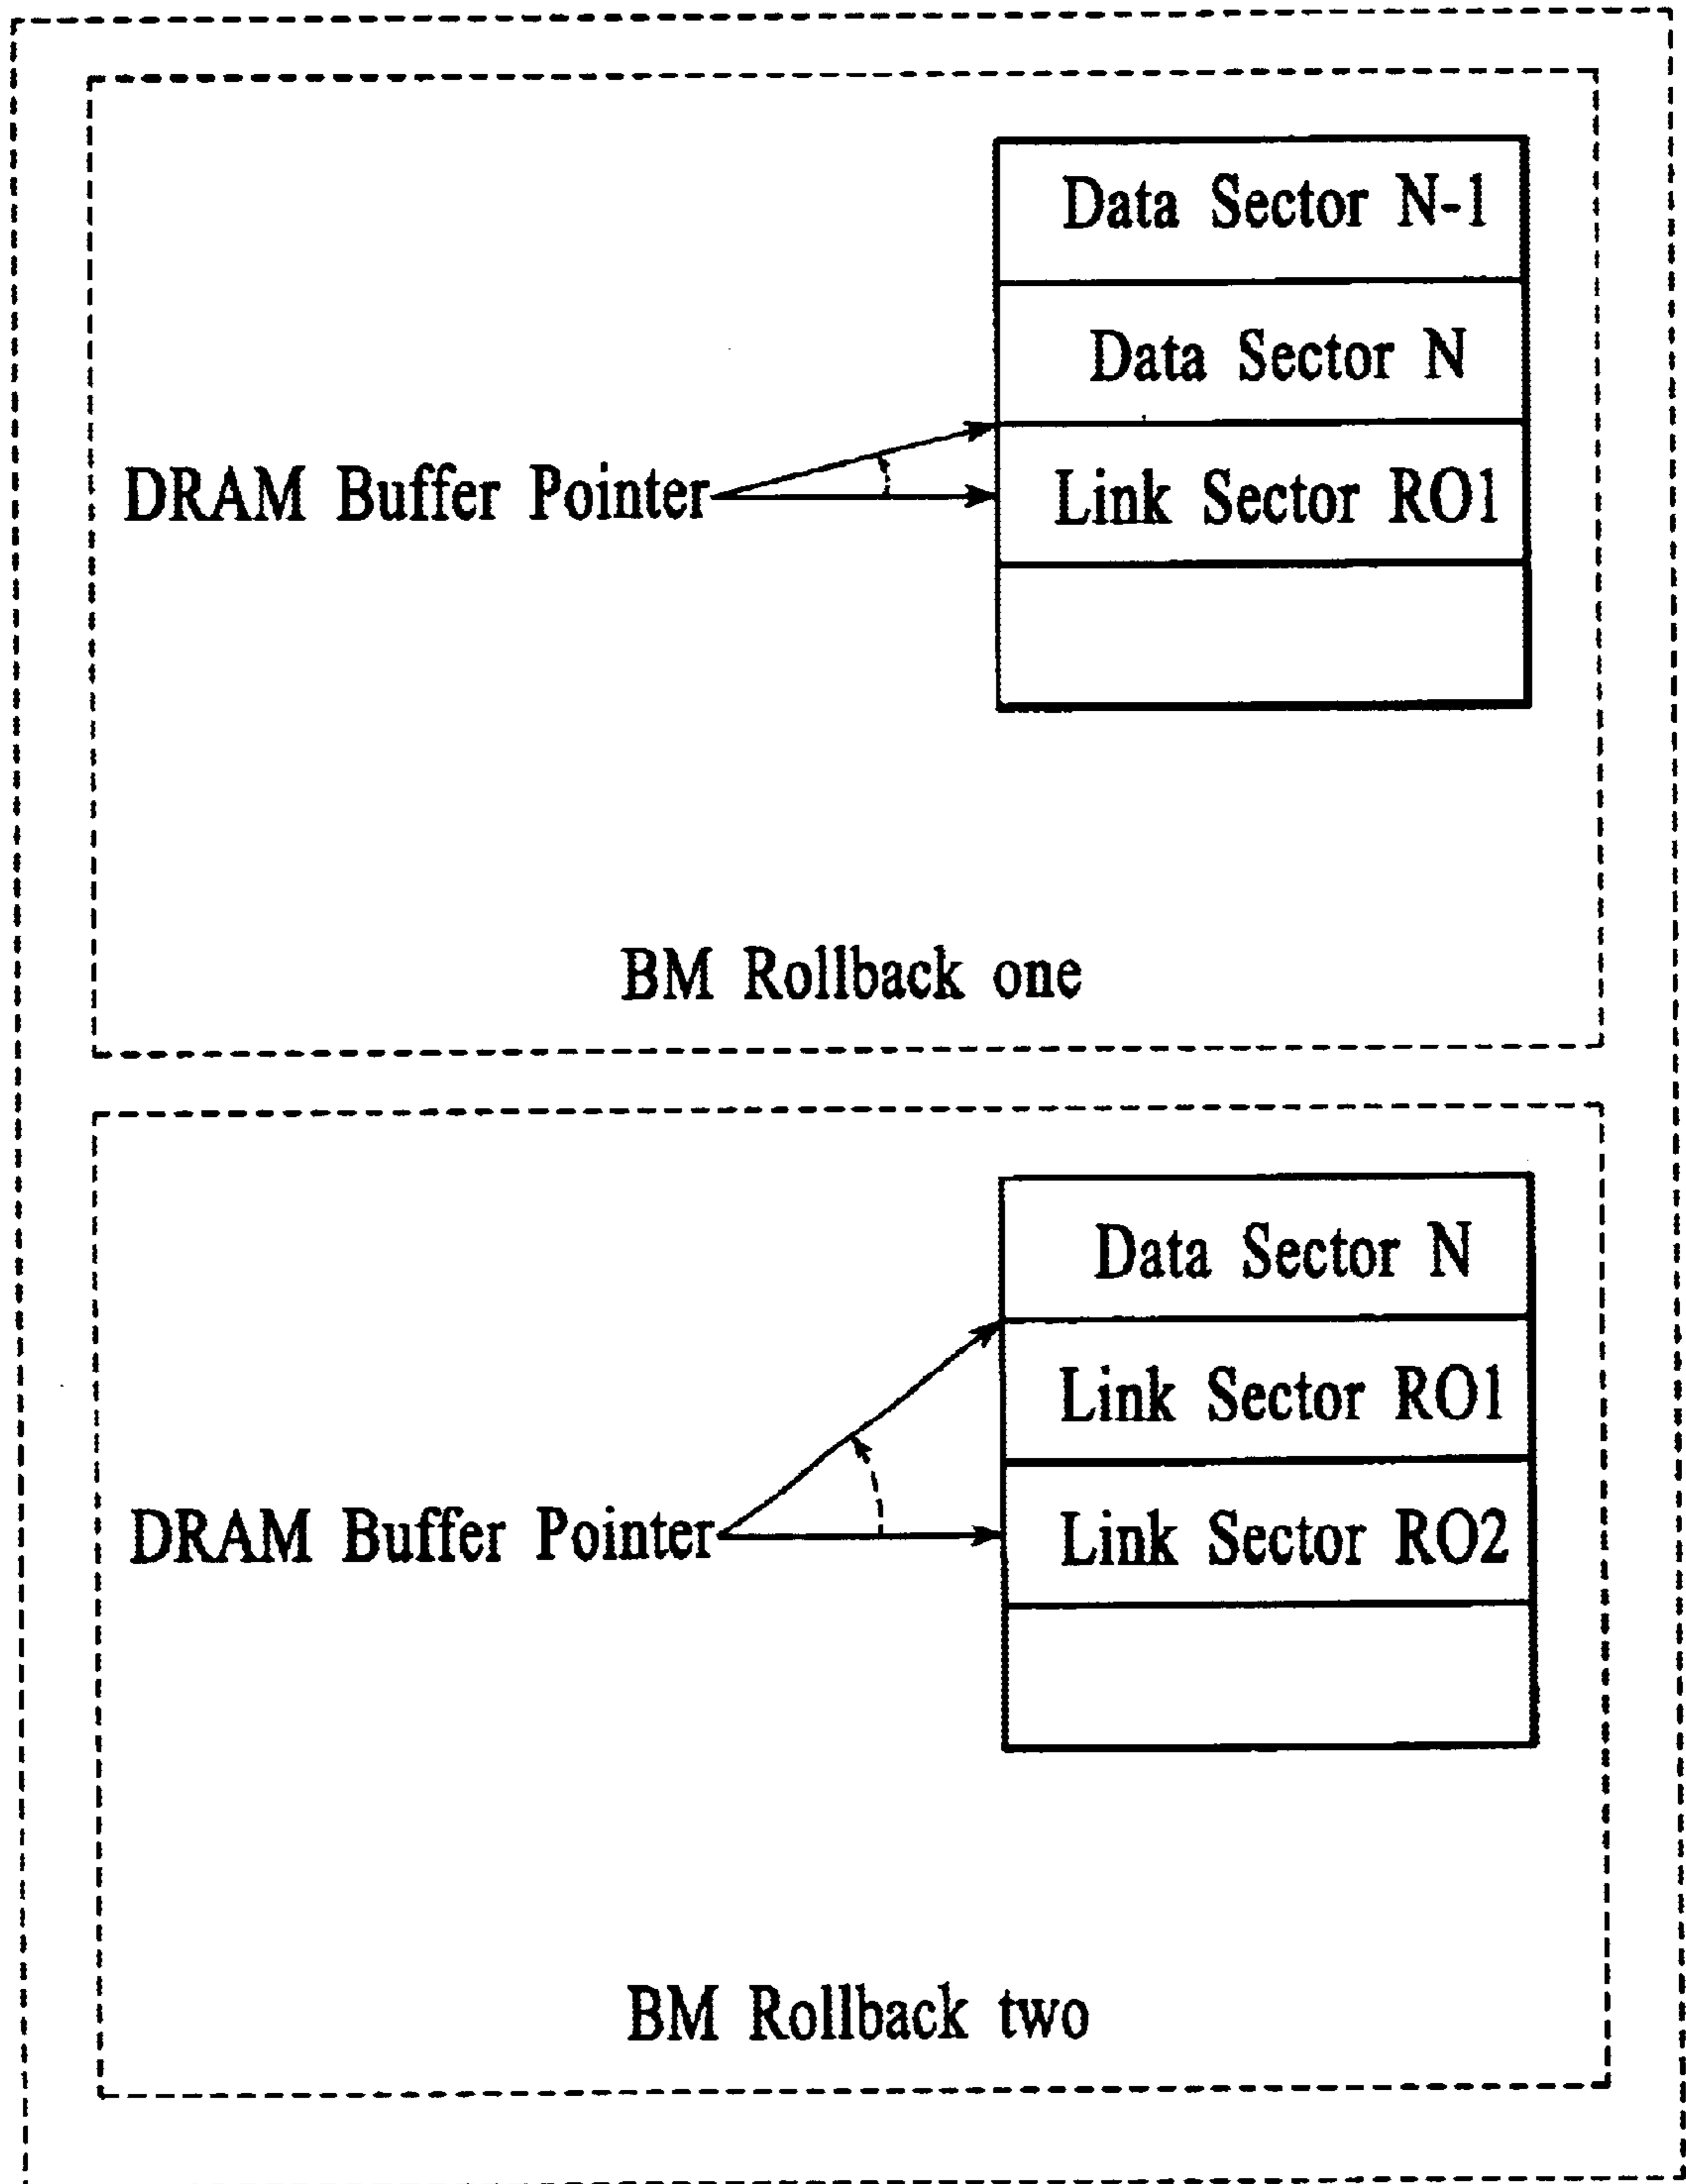 Data Sector N-1
Data Sector N
DRAM Buffer Pointer
Link Sector RO1
BM Rollback one
Data Sector N
Link Sector RO1
DRAM Buffer Pointer
Link Sector RO2
BM Rollback two